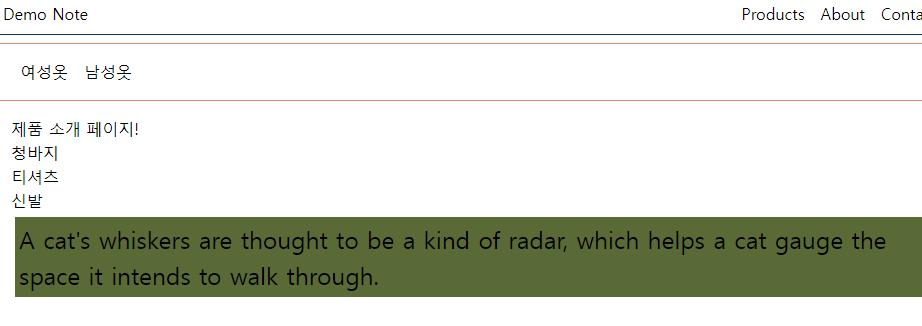 Demo Note Products About Conta
여성옷 남성옷
제품 소개 페이지!
청바지
티셔츠
신발
A cat's whiskers are thought to be a kind of radar, which helps a cat gauge the
space it intends to walk through.